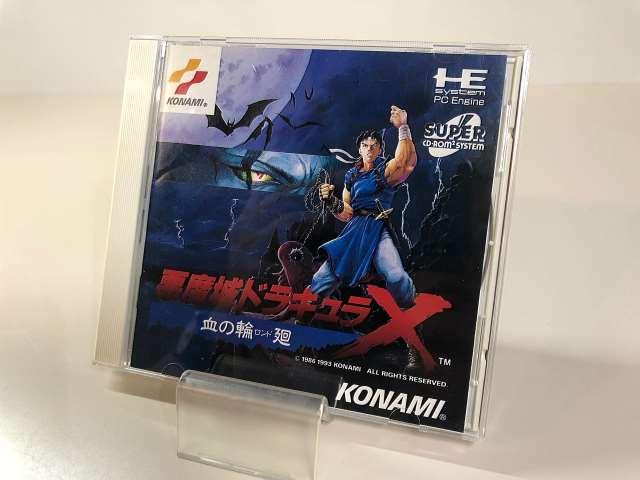 KONAMI®
HE
system
PC Engine
SUPER
CD-ROM² SYSTEM
悪魔城ドラキュラX
™
血の輪廻
ロンド
© 1986 1993 KONAMI ALL RIGHTS RESERVED.
KONAMI®